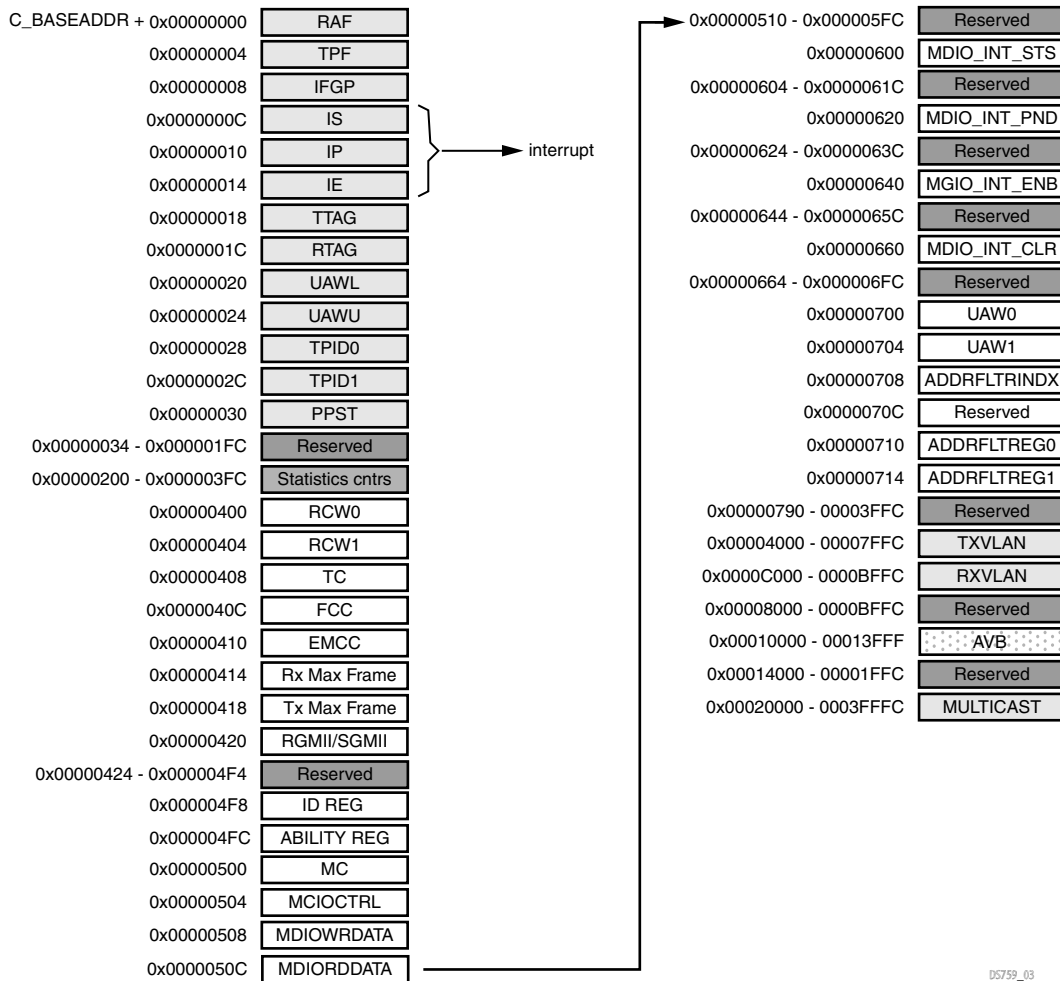 C_BASEADDR + 0x00000000 RAF
0x00000004 TPF
0x00000008 IFGP
0x0000000C IS
0x00000010 IP
interrupt
0x00000014 IE
0x00000018 TTAG
0x0000001C RTAG
0x00000020 UAWL
0x00000024 UAWU
0x00000028 TPID0
0x0000002C TPID1
0x00000030 PPST
0x00000034 - 0x000001FC Reserved
0x00000200 - 0x000003FC Statistics cntrs
0x00000400 RCW0
0x00000404 RCW1
0x00000408 TC
0x0000040C FCC
0x00000410 EMCC
0x00000414 Rx Max Frame
0x00000418 Tx Max Frame
0x00000420 RGMII/SGMII
0x00000424 - 0x000004F4 Reserved
0x000004F8 ID REG
0x000004FC ABILITY REG
0x00000500 MC
0x00000504 MCIOCTRL
0x00000508 MDIOWRDATA
0x0000050C MDIORDDATA
0x00000510 - 0x000005FC Reserved
0x00000600 MDIO_INT_STS
0x00000604 - 0x0000061C Reserved
0x00000620 MDIO_INT_PND
0x00000624 - 0x0000063C Reserved
0x00000640 MGIO_INT_ENB
0x00000644 - 0x0000065C Reserved
0x00000660 MDIO_INT_CLR
0x00000664 - 0x000006FC Reserved
0x00000700 UAW0
0x00000704 UAW1
0x00000708 ADDRFLTRINDX
0x0000070C Reserved
0x00000710 ADDRFLTREG0
0x00000714 ADDRFLTREG1
0x00000790 - 00003FFC Reserved
0x00004000 - 00007FFC TXVLAN
0x0000C000 - 0000BFFC RXVLAN
0x00008000 - 0000BFFC Reserved
0x00010000 - 00013FFF AVB
0x00014000 - 00001FFC Reserved
0x00020000 - 0003FFFC MULTICAST
DS759_03